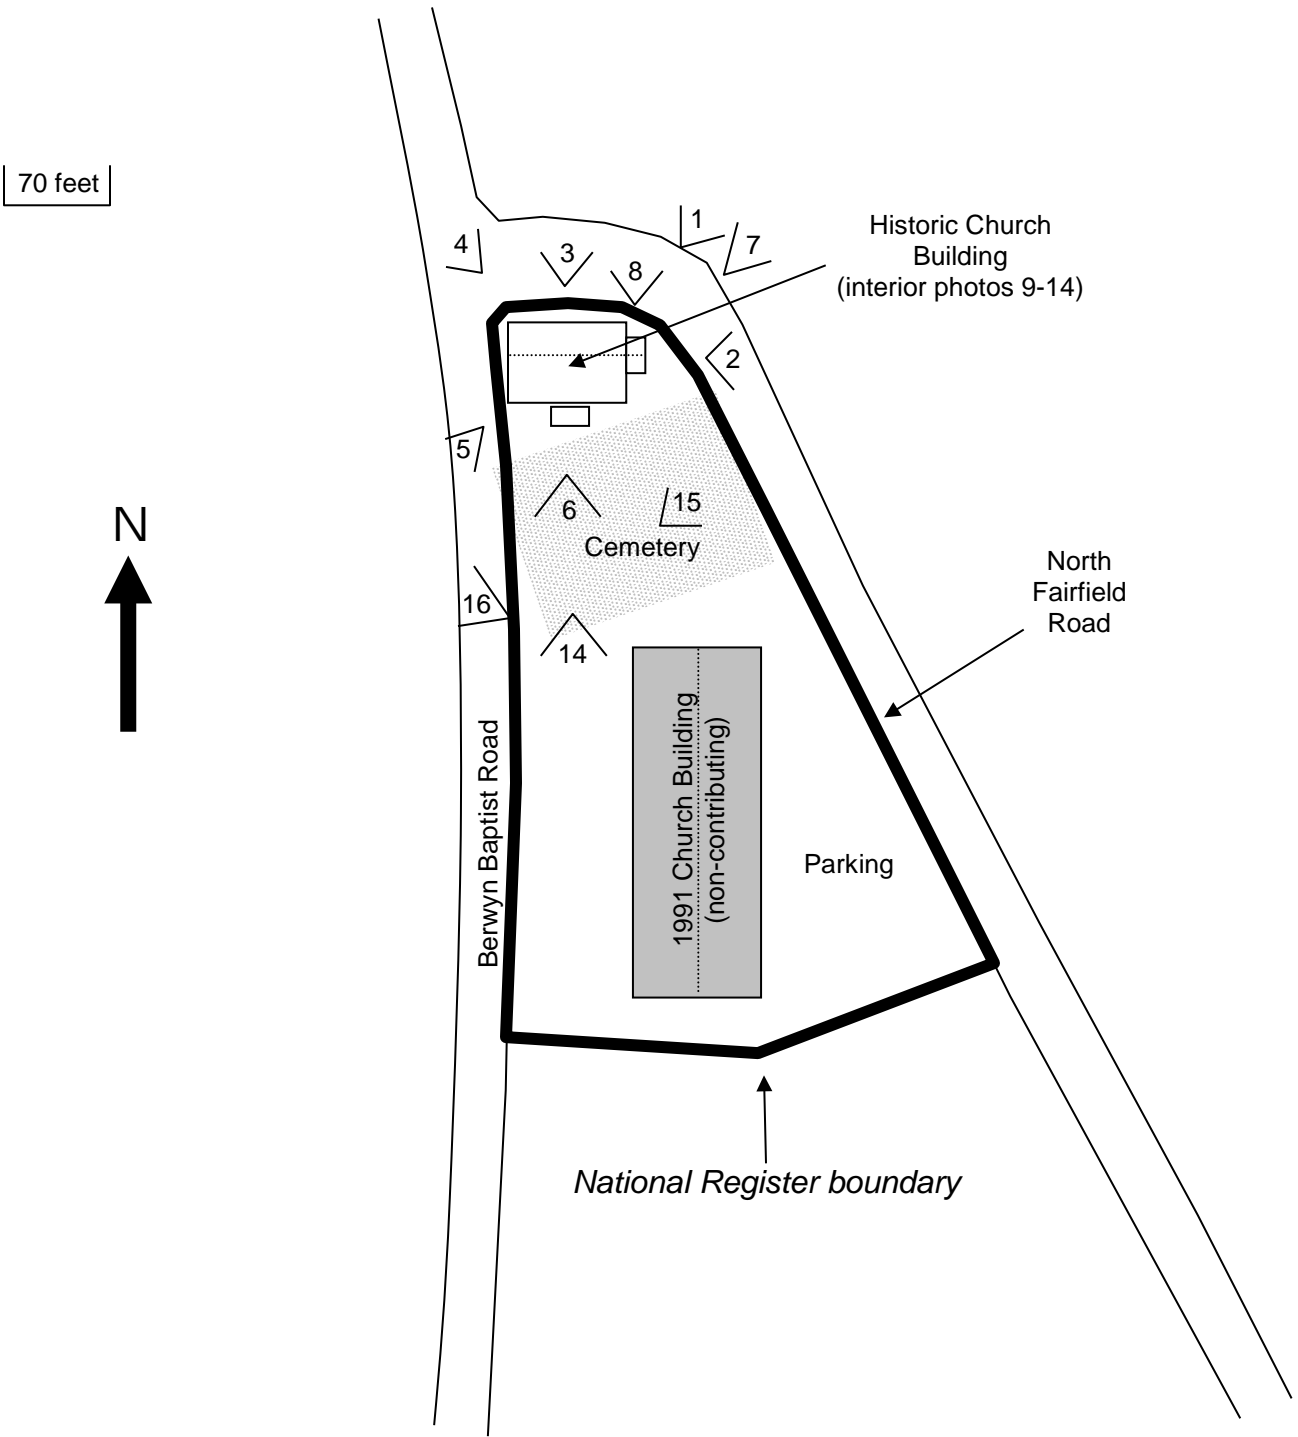 70 feet
1
4
3
7
8
Historic Church
Building
(interior photos 9-14)
2
5
15
6
N
Cemetery
North
Fairfield
Road
16
14
1991 Church Building
(non-contributing)
Berwyn Baptist Road
Parking
National Register boundary